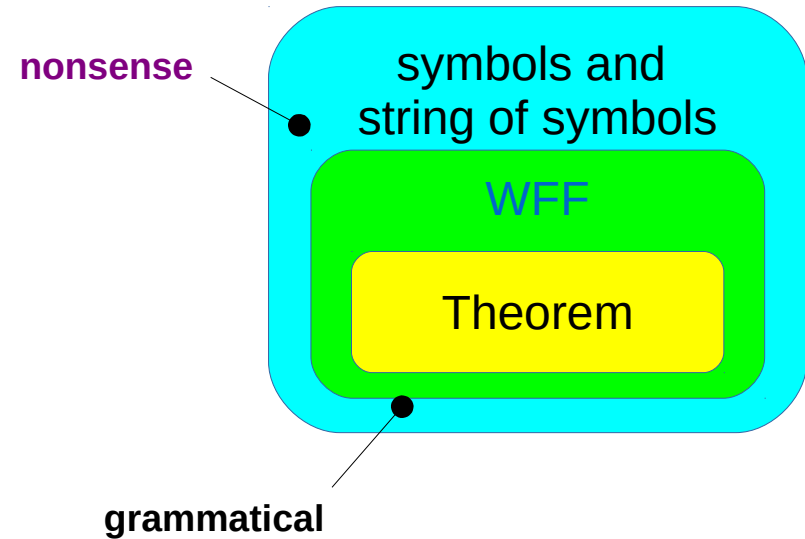 nonsense
symbols and
string of symbols
WFF
Theorem
grammatical